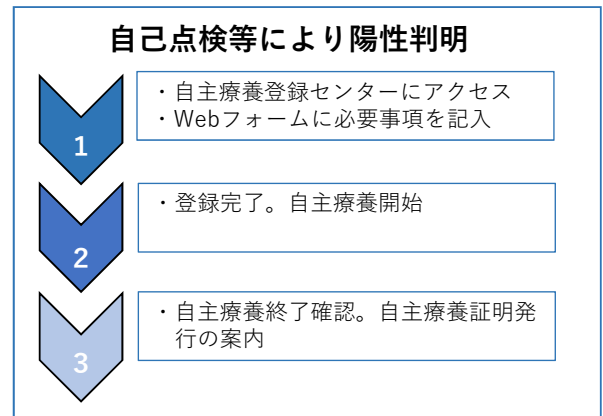 自己点検等により陽性判明
・自主療養登録センターにアクセス
・Webフォームに必要事項を記入
1
・登録完了。自主療養開始
2
・自主療養終了確認。自主療養証明発
行の案内
3